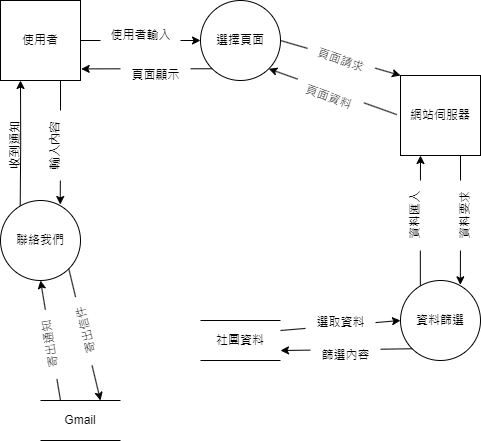 使用者
使用者輸入
選擇頁面
頁面請求
頁面顯示
頁面資料
網站伺服器
收到通知
輸入內容
資料匯入
資料要求
聯絡我們
寄出通知
寄出信件
選取資料
資料篩選
社團資料
篩選內容
Gmail